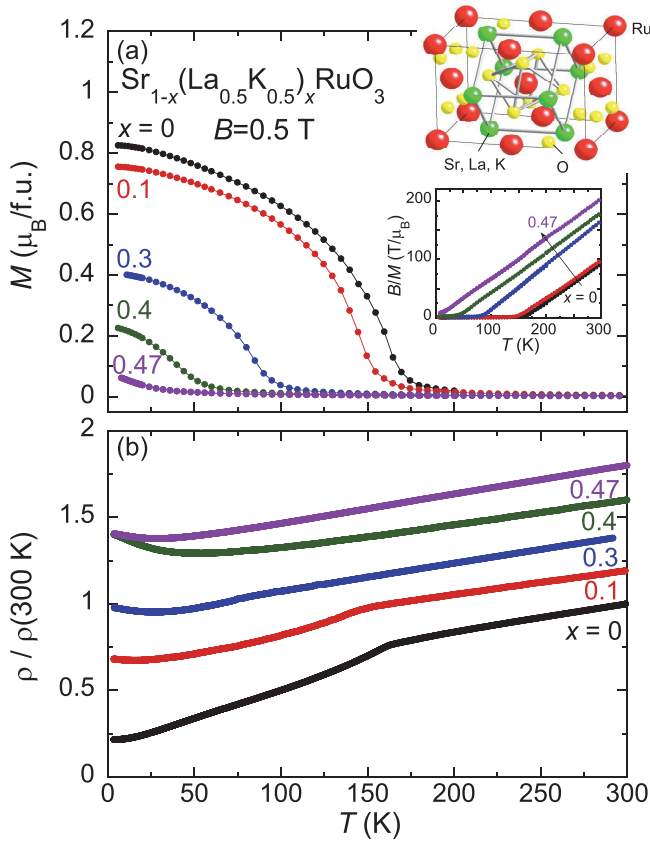 (a)
Sr1-x(La0.5K0.5)xRuO3
x = 0 B=0.5 T
0.1
0.3
0.4
0.47
M (μB/f.u.)
1.2
1.0
0.8
0.6
0.4
0.2
0
Ru
Sr, La, K
O
B/M (T/μB)
200
100
0
0.47
x = 0
0 100 200 300
T (K)
(b)
ρ / ρ(300 K)
2
1.5
1
0.5
0
0.47
0.4
0.3
0.1
x = 0
0 50 100 150 200 250 300
T (K)